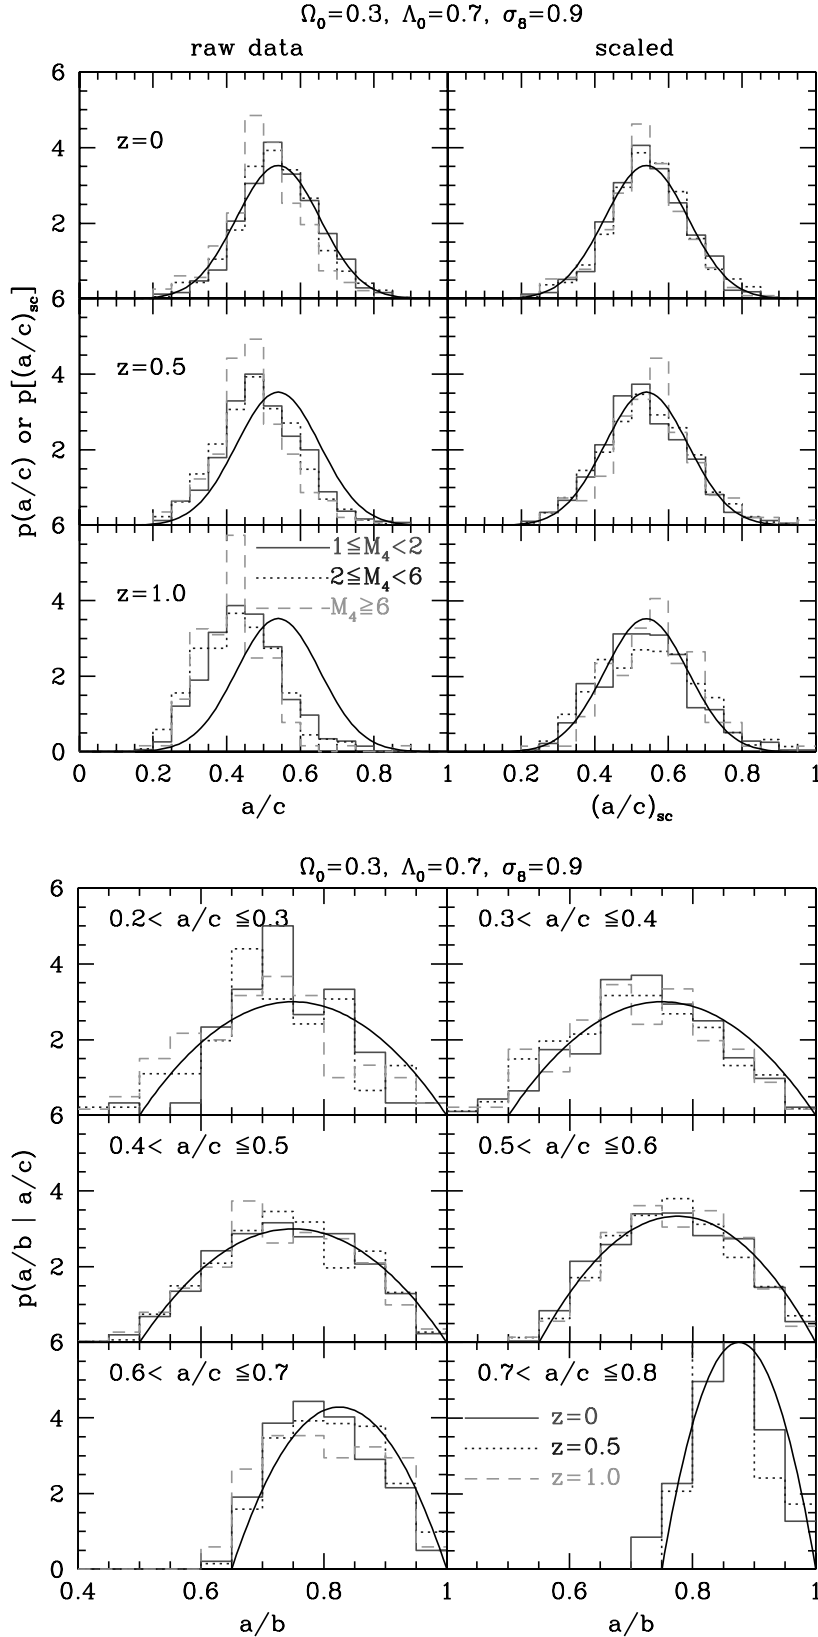 Ω₀=0.3, Λ₀=0.7, σ₈=0.9
raw data scaled
6
z=0
4
2
6
z=0.5
4
2
p(a/c) or p[(a/c)sc]
6
1≦M₄<2
2≦M₄<6
M₄≧6
z=1.0
4
2
0
0 0.2 0.4 0.6 0.8 1 0.2 0.4 0.6 0.8 1
a/c (a/c)sc
Ω₀=0.3, Λ₀=0.7, σ₈=0.9
6
0.2< a/c ≦0.3 0.3< a/c ≦0.4
4
2
6
0.4< a/c ≦0.5 0.5< a/c ≦0.6
4
2
p(a/b | a/c)
6
0.6< a/c ≦0.7 0.7< a/c ≦0.8
z=0
z=0.5
z=1.0
4
2
0
0.4 0.6 0.8 1 0.6 0.8 1
a/b a/b